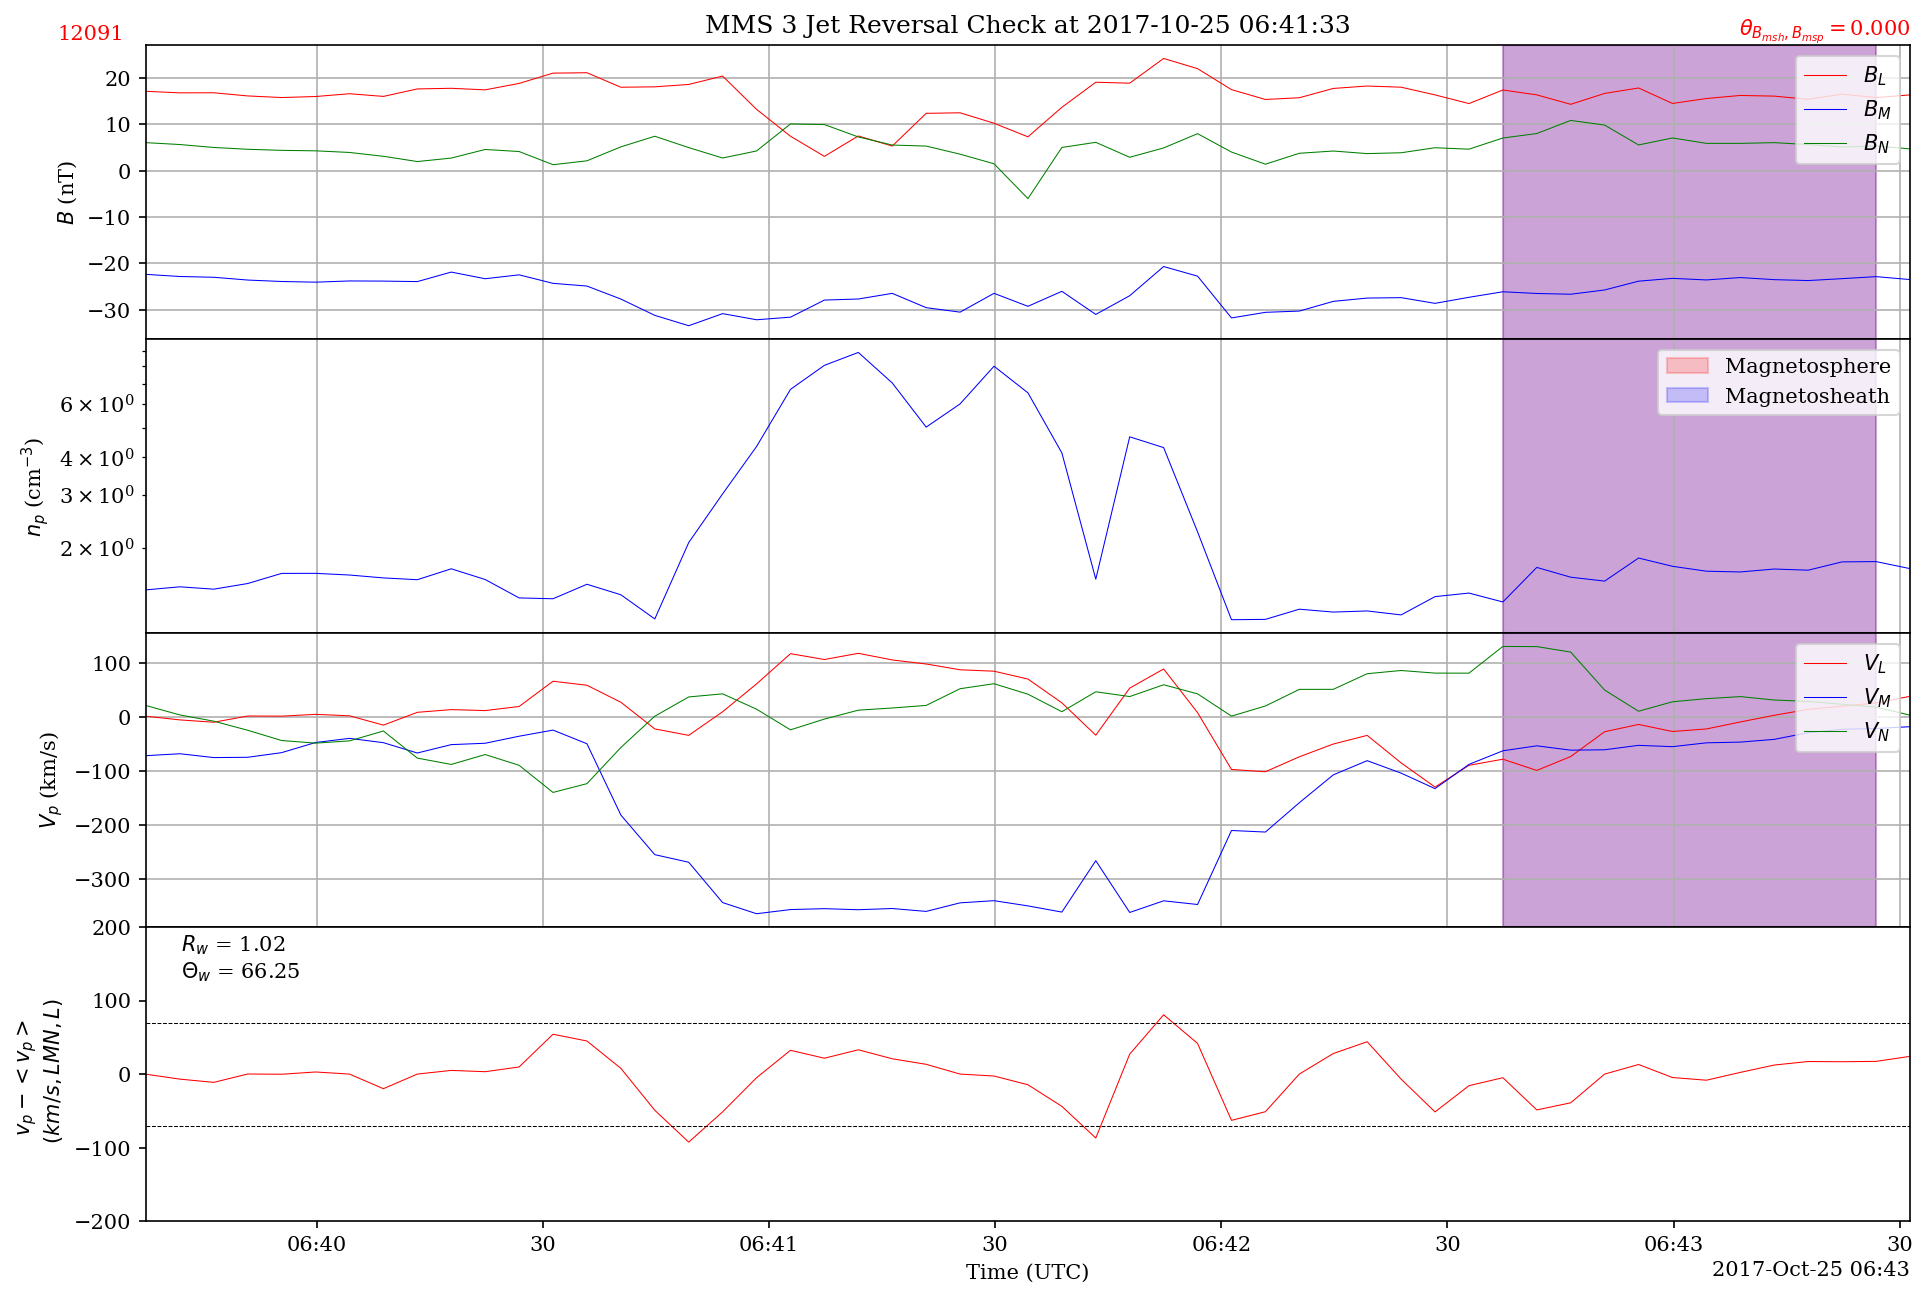 12091
MMS 3 Jet Reversal Check at 2017-10-25 06:41:33
θ_{B_{msh}, B_{msp}} = 0.000
20
10
0
−10
−20
−30
B (nT)
B_L
B_M
B_N
6 × 10^0
4 × 10^0
3 × 10^0
2 × 10^0
n_p (cm^{−3})
Magnetosphere
Magnetosheath
100
0
−100
−200
−300
V_p (km/s)
V_L
V_M
V_N
200
100
0
−100
−200
v_p − < v_p >
(km/s, LMN, L)
R_w = 1.02
Θ_w = 66.25
06:40
30
06:41
30
06:42
30
06:43
30
Time (UTC)
2017-Oct-25 06:43